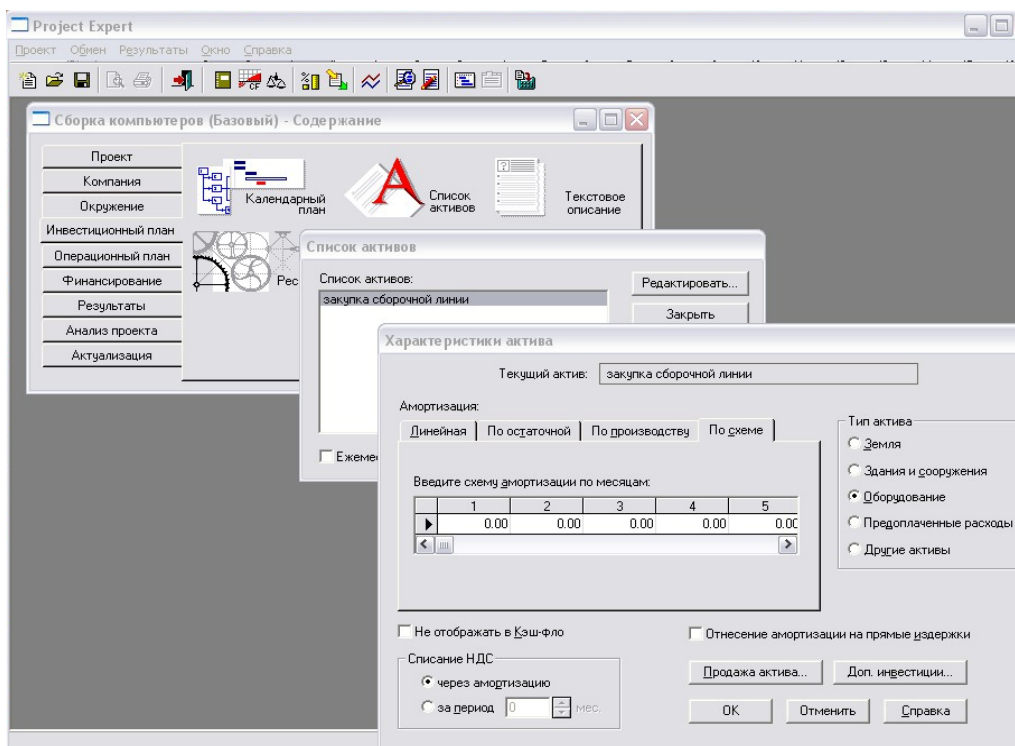 Project Expert
Проект Обмен Результаты Окно Справка
CF
Сборка компьютеров (Базовый) - Содержание
Проект
Компания
Окружение
Инвестиционный план
Операционный план
Финансирование
Результаты
Анализ проекта
Актуализация
Календарный
план
Список
активов
Текстовое
описание
Рес
Список активов
Список активов:
закупка сборочной линии
Редактировать...
Закрыть
Ежеме
Характеристики актива
Текущий актив: закупка сборочной линии
Амортизация:
Линейная По остаточной По производству По схеме
Введите схему амортизации по месяцам:
1 2 3 4 5
0.00 0.00 0.00 0.00 0.00
Тип актива
Земля
Здания и сооружения
Оборудование
Предоплаченные расходы
Другие активы
Не отображать в Кэш-Фло
Отнесение амортизации на прямые издержки
Списание НДС
через амортизацию
за период 0 мес.
Продажа актива... Доп. инвестиции...
OK Отменить Справка